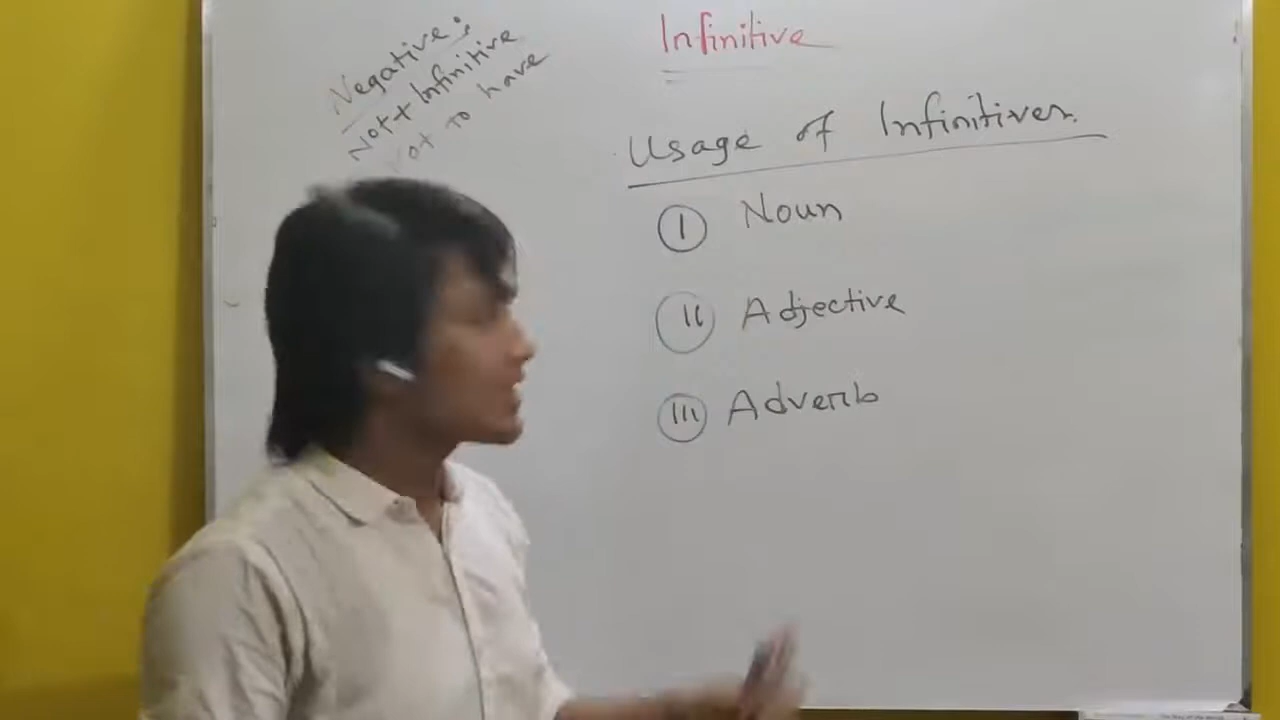 Infinitive
Negative:
Not + Infinitive
Not to have
Usage of Infinitives.
I Noun
II Adjective
III Adverb